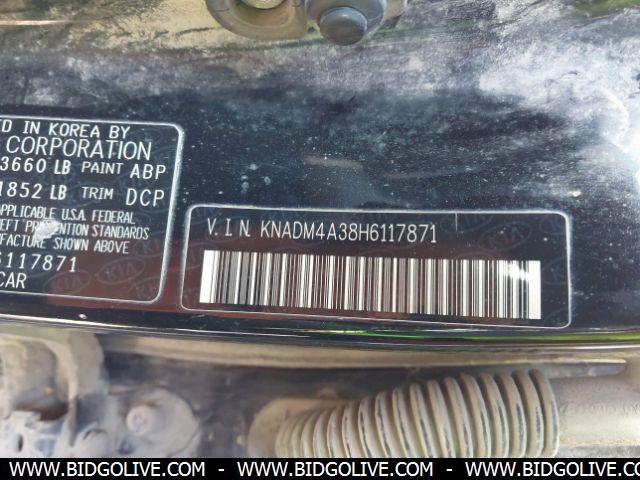 ED IN KOREA BY
CORPORATION
3660 LB PAINT ABP
1852 LB TRIM DCP
APPLICABLE U.S.A. FEDERAL
EFT PREVENTION STANDARDS
FACTURE SHOWN ABOVE
6117871
CAR
V. I N. KNADM4A38H6117871
WWW.BIDGOLIVE.COM - WWW.BIDGOLIVE.COM - WWW.BIDGOLIVE.COM